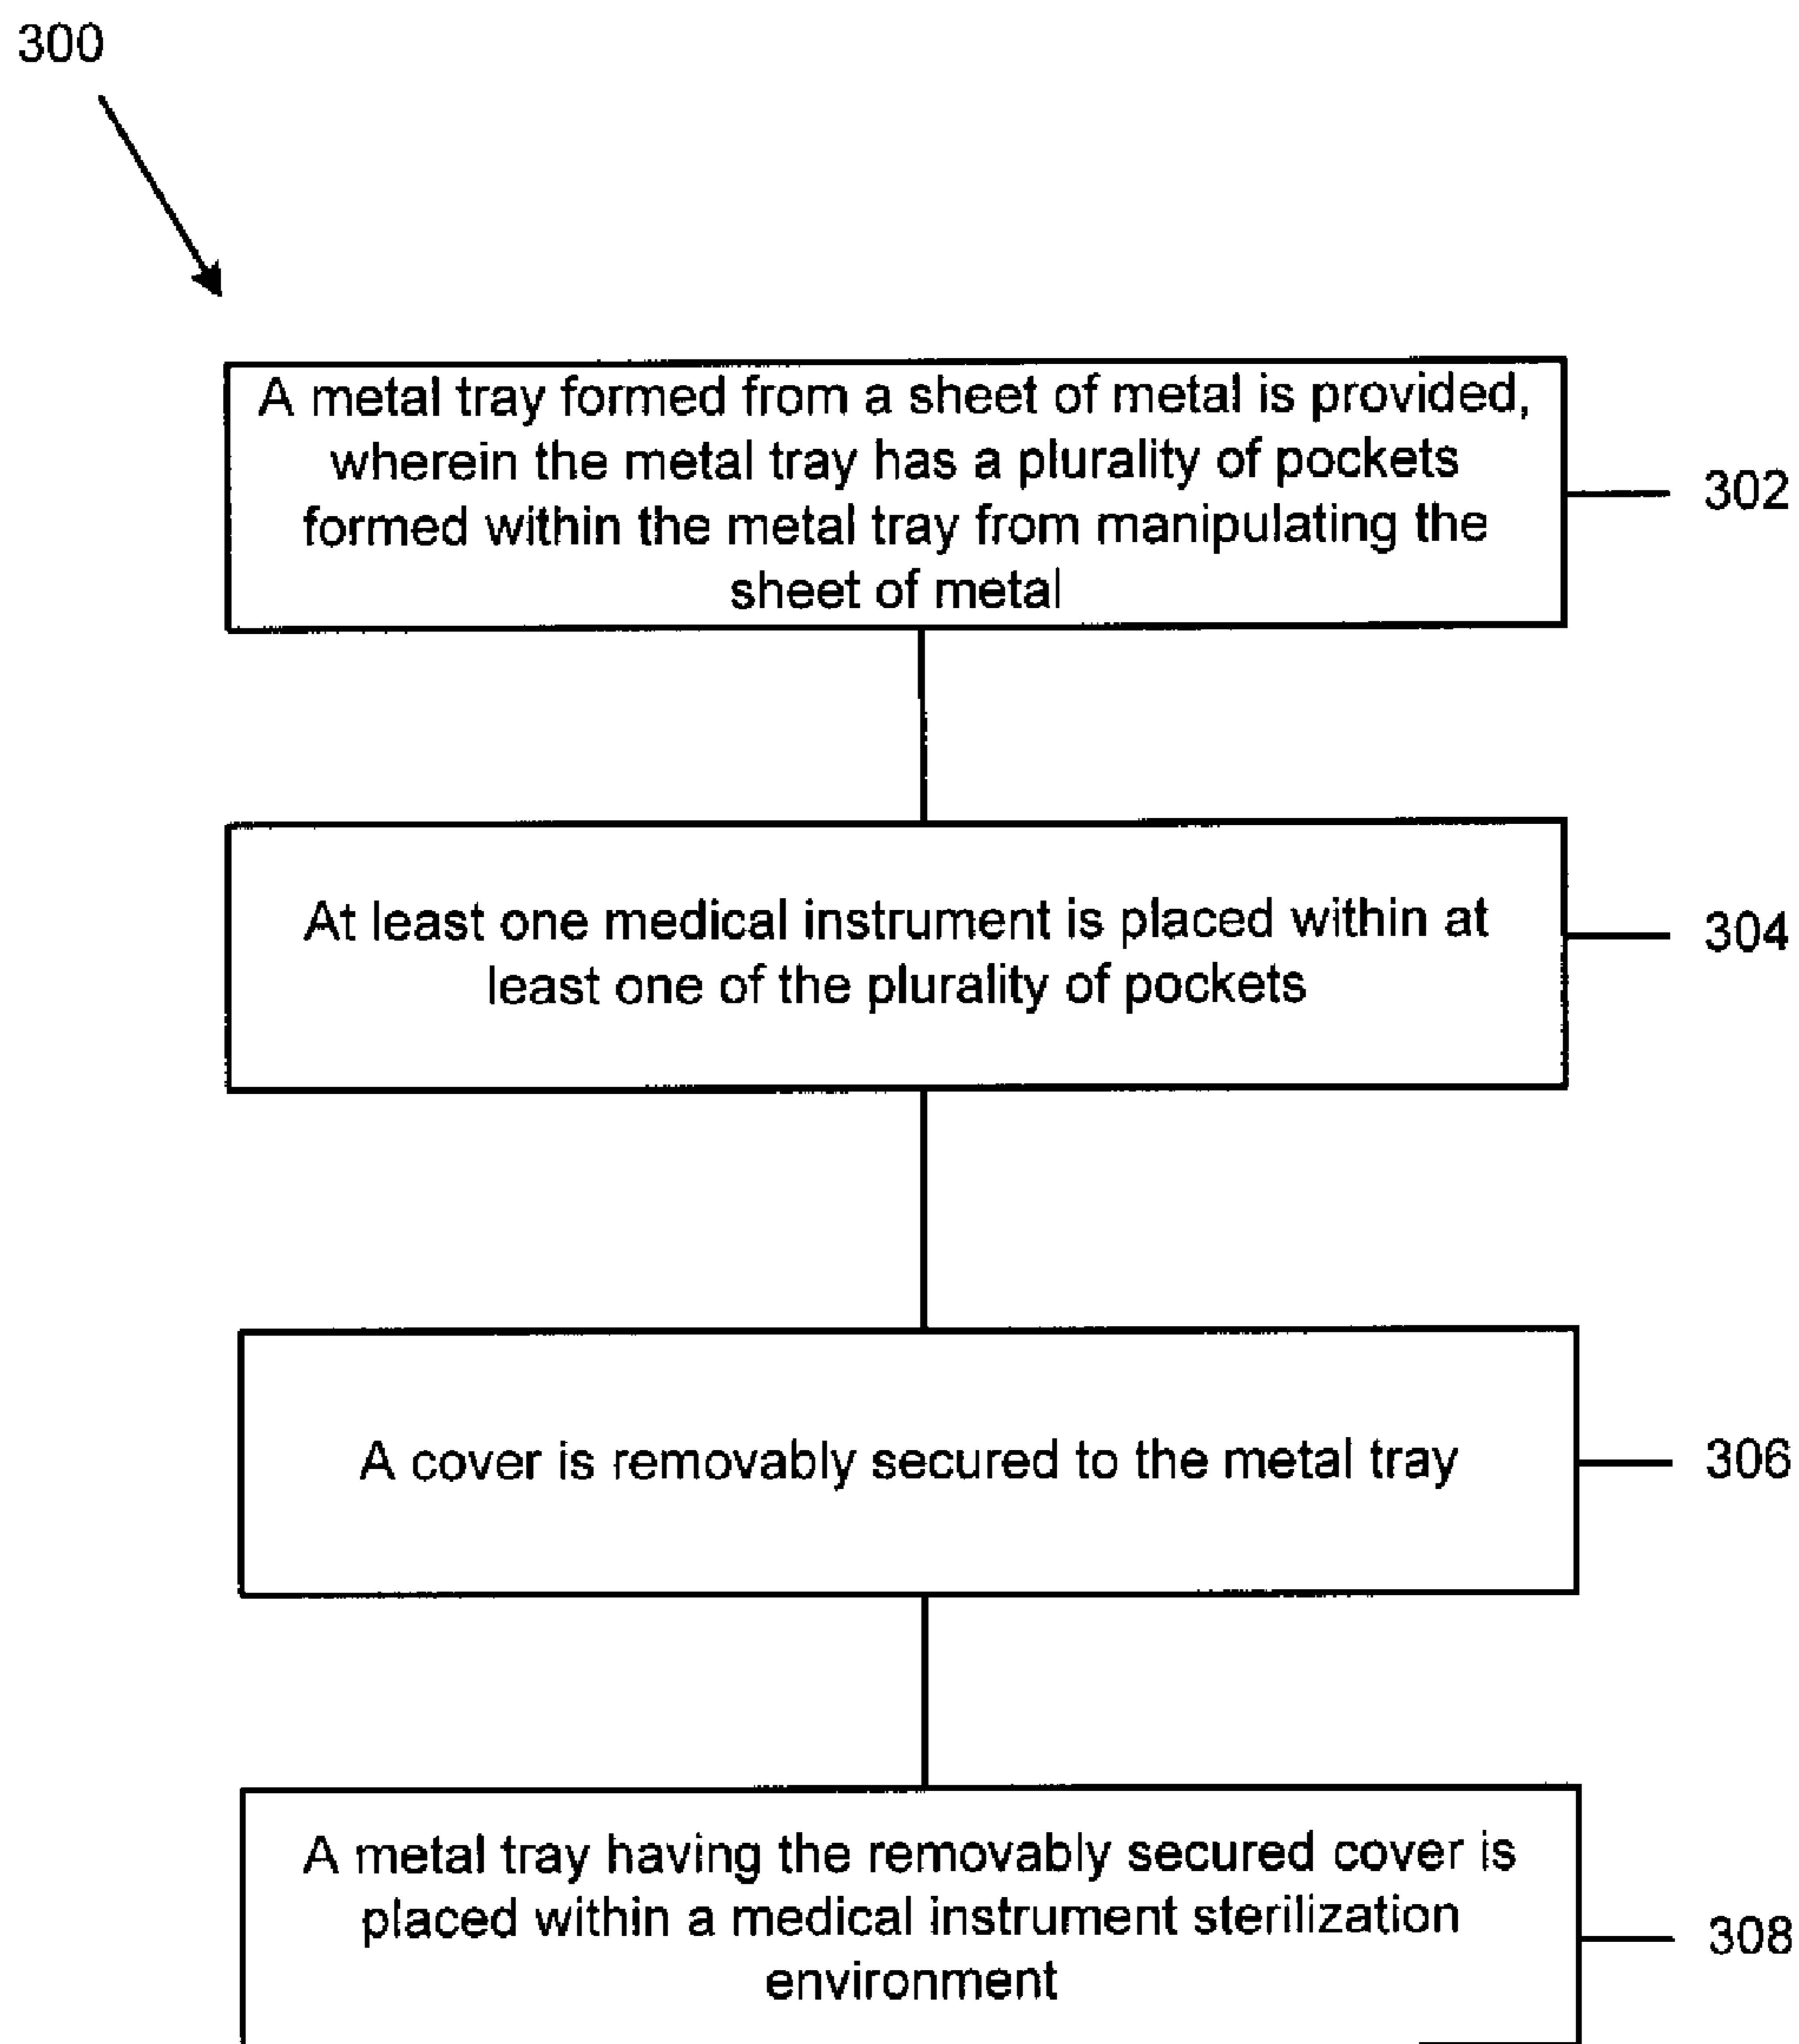 300
A metal tray formed from a sheet of metal is provided,
wherein the metal tray has a plurality of pockets
formed within the metal tray from manipulating the
sheet of metal
302
At least one medical instrument is placed within at
least one of the plurality of pockets
304
A cover is removably secured to the metal tray
306
A metal tray having the removably secured cover is
placed within a medical instrument sterilization
environment
308